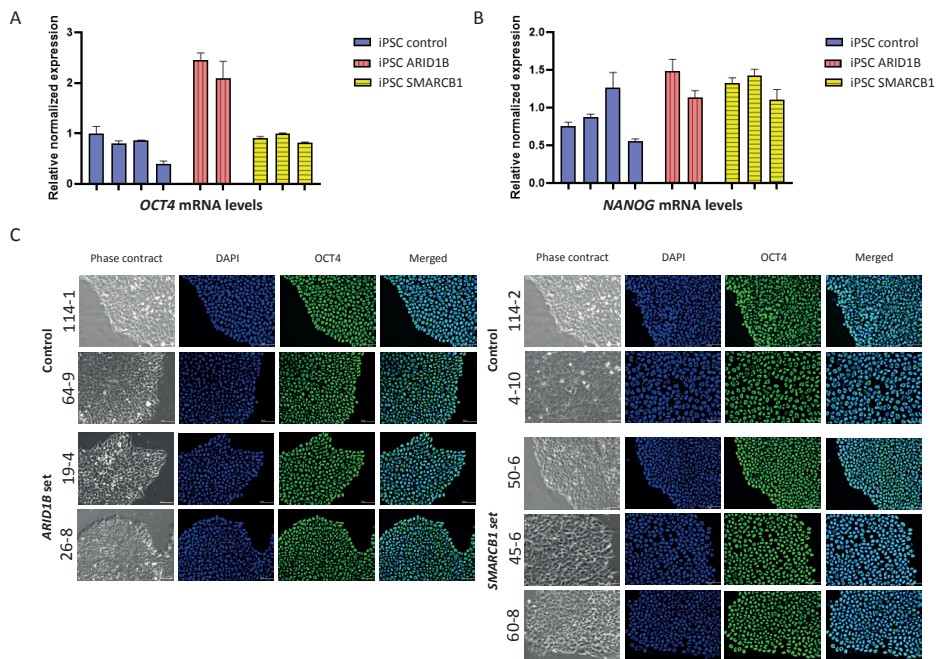 A
Relative normalized expression
3
2
1
0
OCT4 mRNA levels
iPSC control
iPSC ARID1B
iPSC SMARCB1
B
Relative normalized expression
2.0
1.5
1.0
0.5
0.0
NANOG mRNA levels
iPSC control
iPSC ARID1B
iPSC SMARCB1
C
Phase contract
DAPI
OCT4
Merged
Control
114-1
64-9
ARID1B set
19-4
26-8
Phase contract
DAPI
OCT4
Merged
Control
114-2
4-10
SMARCB1 set
50-6
45-6
60-8